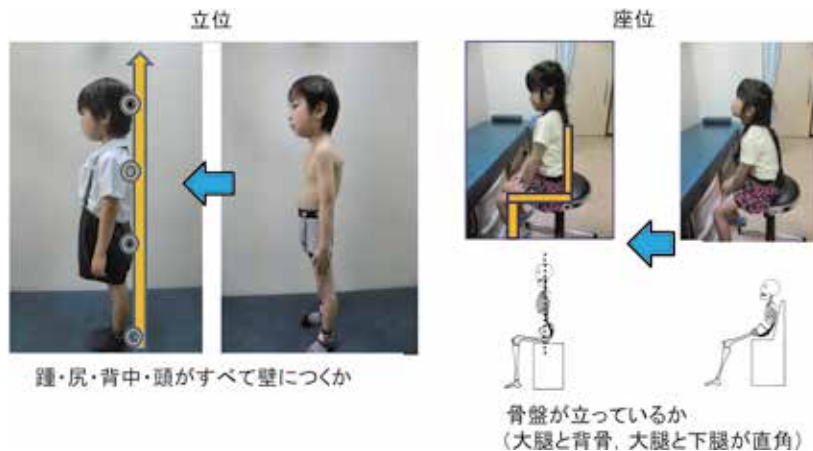 立位
座位
踵・尻・背中・頭がすべて壁につくか
骨盤が立っているか
(大腿と背骨，大腿と下腿が直角)